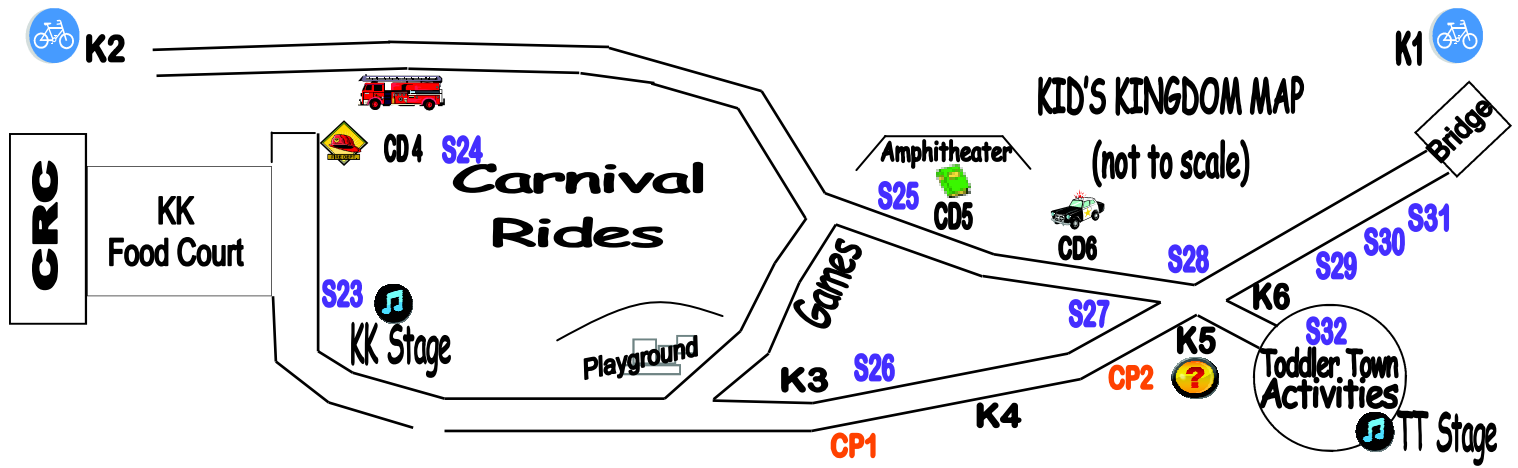 K2
K1
KID'S KINGDOM MAP
(not to scale)
Bridge
CD 4
S24
Carnival
Rides
Amphitheater
S25
CD5
CD6
CRC
KK
Food Court
S23
KK Stage
Playground
Games
S28
S31
S30
S29
S27
K6
S32
K5
?
Toddler Town
Activities
TT Stage
K3
S26
CP2
K4
CP1